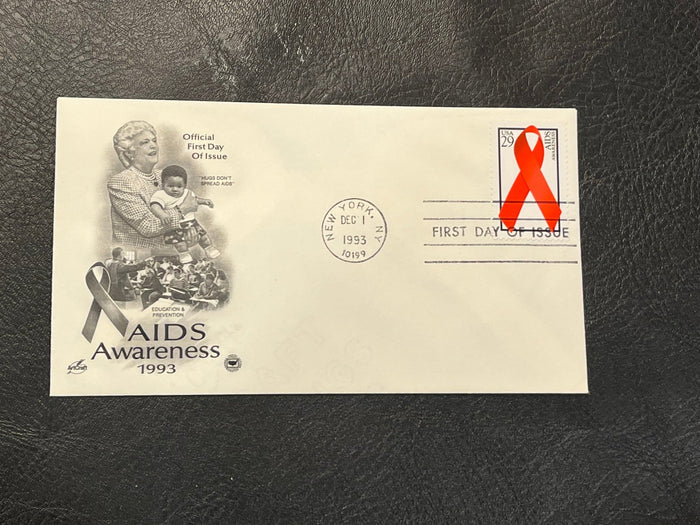 Official
First Day
Of Issue
"HUGS DON'T
SPREAD AIDS"
EDUCATION &
PREVENTION
AIDS
Awareness
1993
ArtCraft
NEW YORK, NY
DEC 1
1993
10199
USA
29
AIDS
AWARENESS
FIRST DAY OF ISSUE